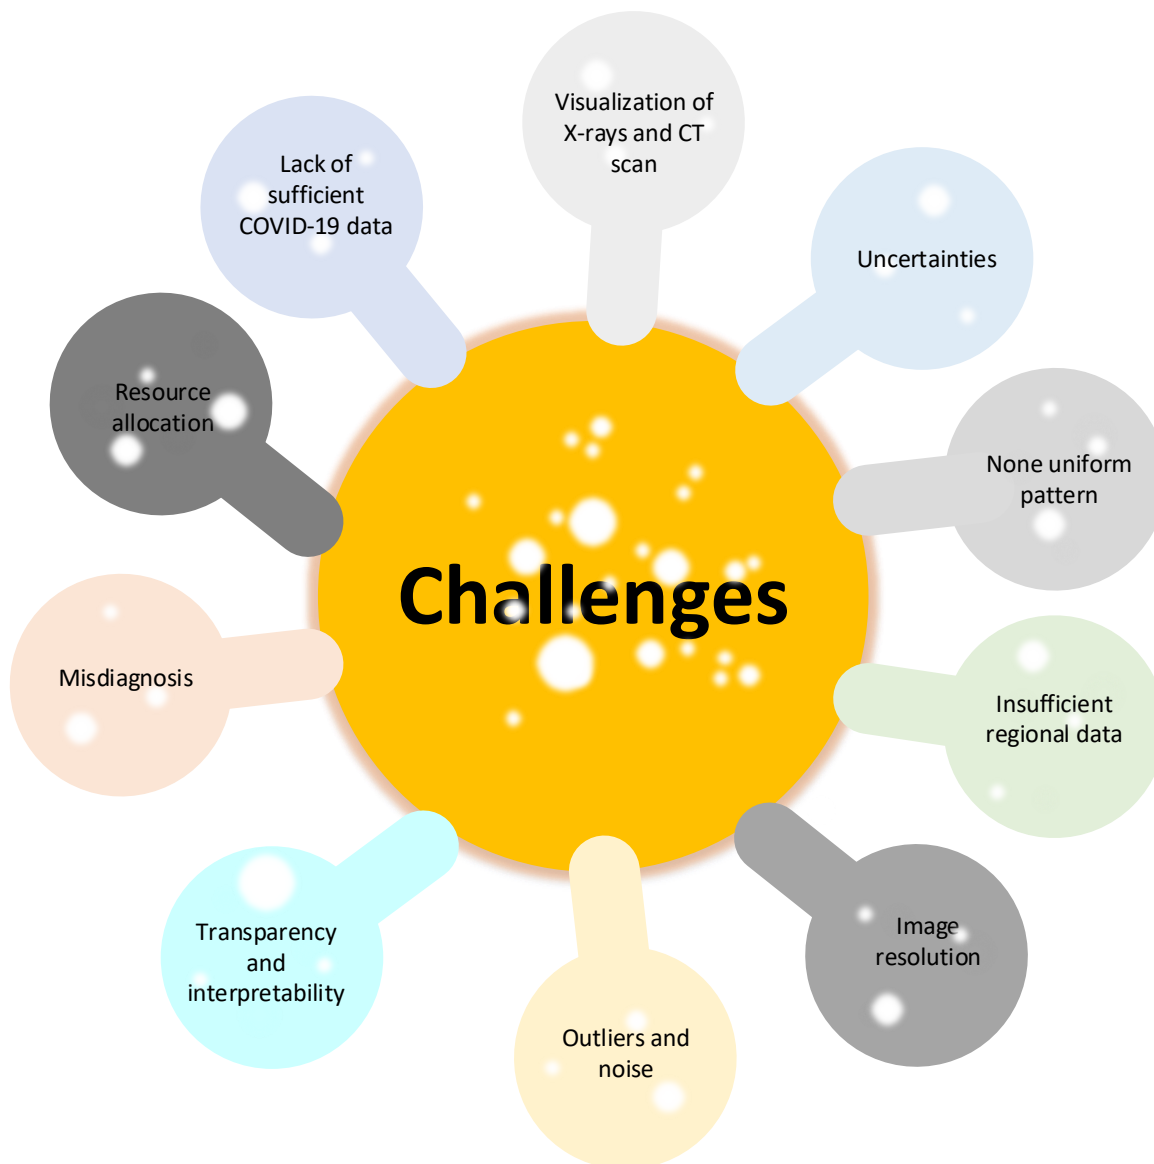 Visualization of
X-rays and CT
scan
Lack of
sufficient
COVID-19 data
Uncertainties
Resource
allocation
None uniform
pattern
Challenges
Misdiagnosis
Insufficient
regional data
Transparency
and
interpretability
Image
resolution
Outliers and
noise